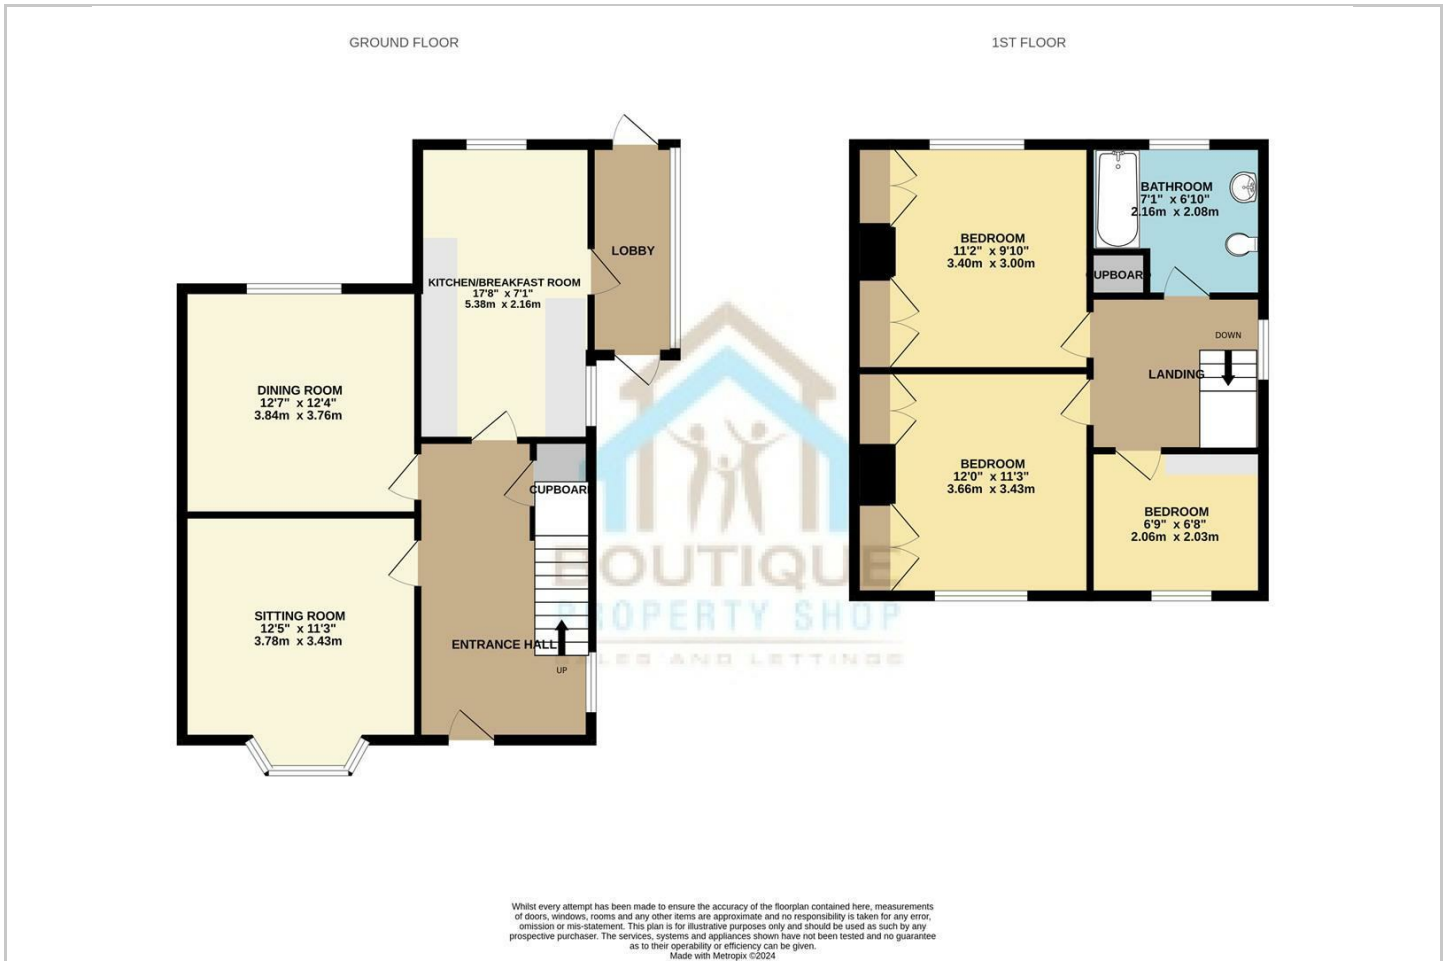 GROUND FLOOR
1ST FLOOR
KITCHEN/BREAKFAST ROOM
17'8" x 7'1"
5.38m x 2.16m
LOBBY
DINING ROOM
12'7" x 12'4"
3.84m x 3.76m
CUPBOARD
SITTING ROOM
12'5" x 11'3"
3.78m x 3.43m
ENTRANCE HALL
UP
BEDROOM
11'2" x 9'10"
3.40m x 3.00m
BATHROOM
7'1" x 6'10"
2.16m x 2.08m
CUPBOARD
DOWN
LANDING
BEDROOM
12'0" x 11'3"
3.66m x 3.43m
BEDROOM
6'9" x 6'8"
2.06m x 2.03m
BOUTIQUE
PROPERTY SHOP
SALES AND LETTINGS
Whilst every attempt has been made to ensure the accuracy of the floorplan contained here, measurements
of doors, windows, rooms and any other items are approximate and no responsibility is taken for any error,
omission or mis-statement. This plan is for illustrative purposes only and should be used as such by any
prospective purchaser. The services, systems and appliances shown have not been tested and no guarantee
as to their operability or efficiency can be given.
Made with Metropix ©2024